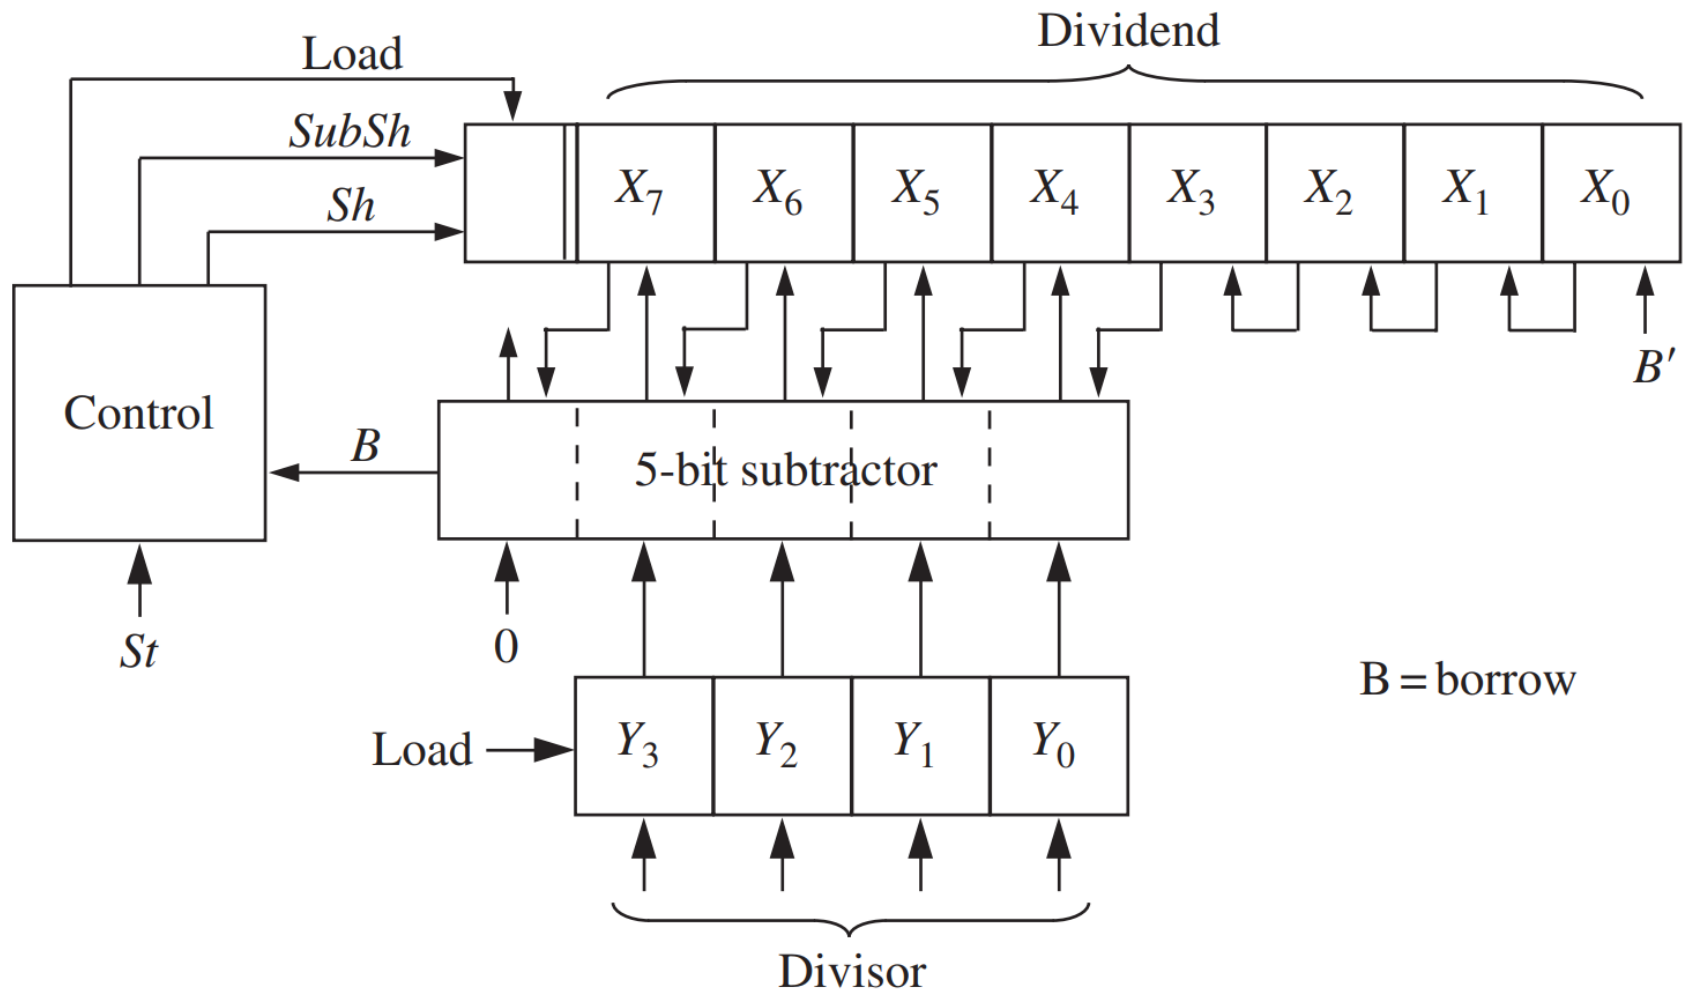 Dividend
Load
SubSh
Sh
X₇ X₆ X₅ X₄ X₃ X₂ X₁ X₀
B′
Control
B
5-bit subtractor
St
0
B = borrow
Load
Y₃ Y₂ Y₁ Y₀
Divisor